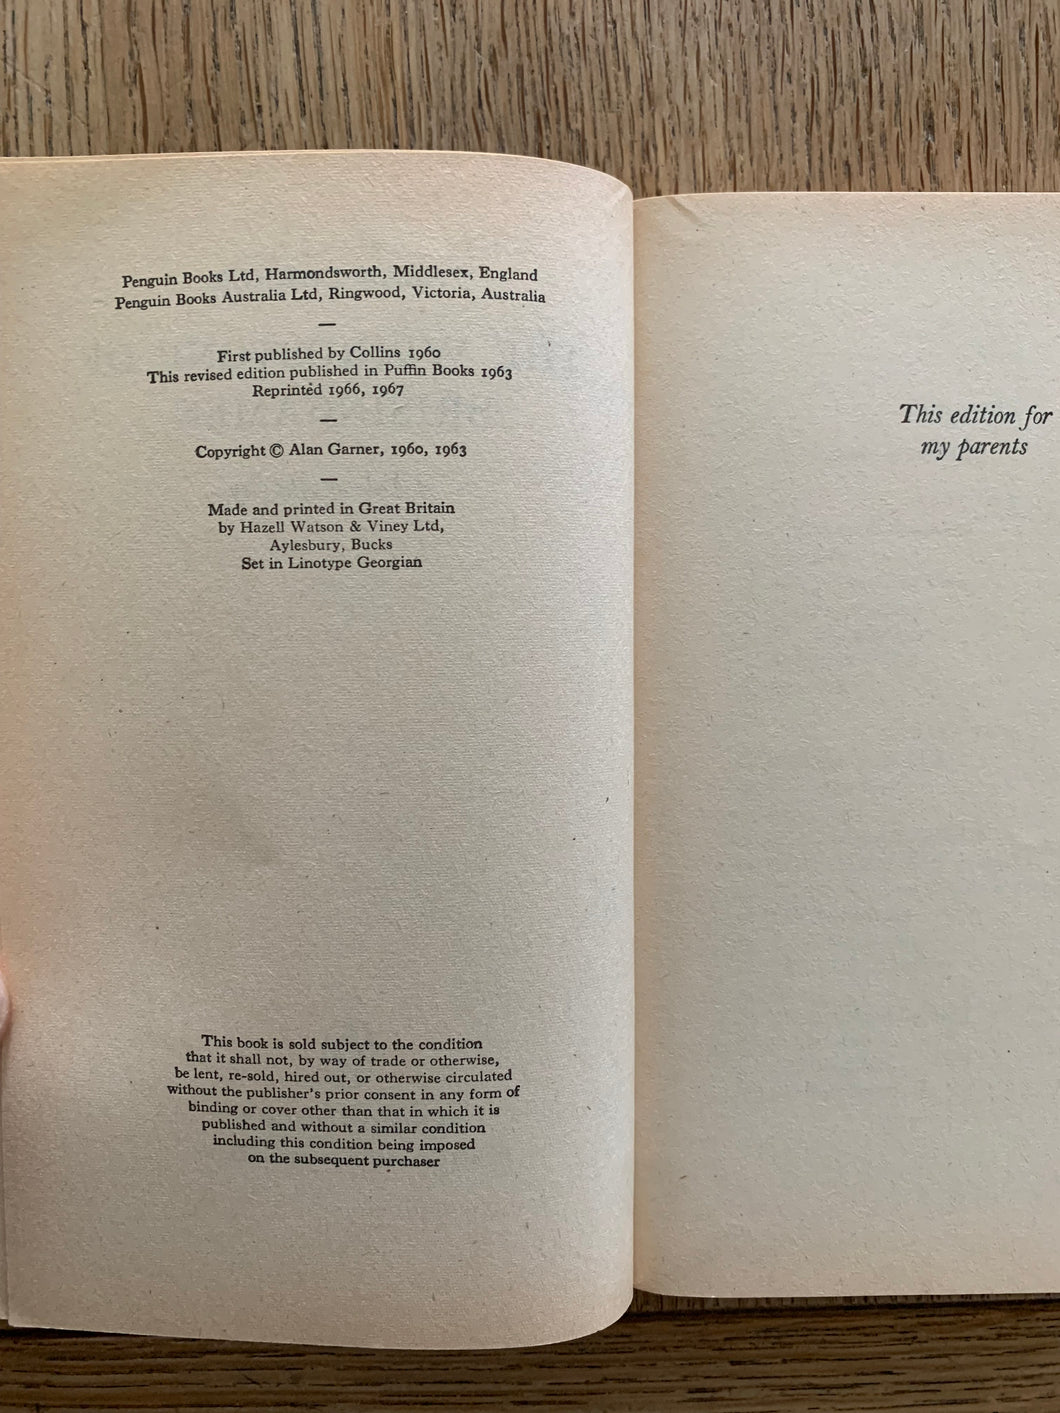 Penguin Books Ltd, Harmondsworth, Middlesex, England
Penguin Books Australia Ltd, Ringwood, Victoria, Australia
—
First published by Collins 1960
This revised edition published in Puffin Books 1963
Reprinted 1966, 1967
—
Copyright © Alan Garner, 1960, 1963
—
Made and printed in Great Britain
by Hazell Watson & Viney Ltd,
Aylesbury, Bucks
Set in Linotype Georgian
This book is sold subject to the condition
that it shall not, by way of trade or otherwise,
be lent, re-sold, hired out, or otherwise circulated
without the publisher's prior consent in any form of
binding or cover other than that in which it is
published and without a similar condition
including this condition being imposed
on the subsequent purchaser
This edition for
my parents